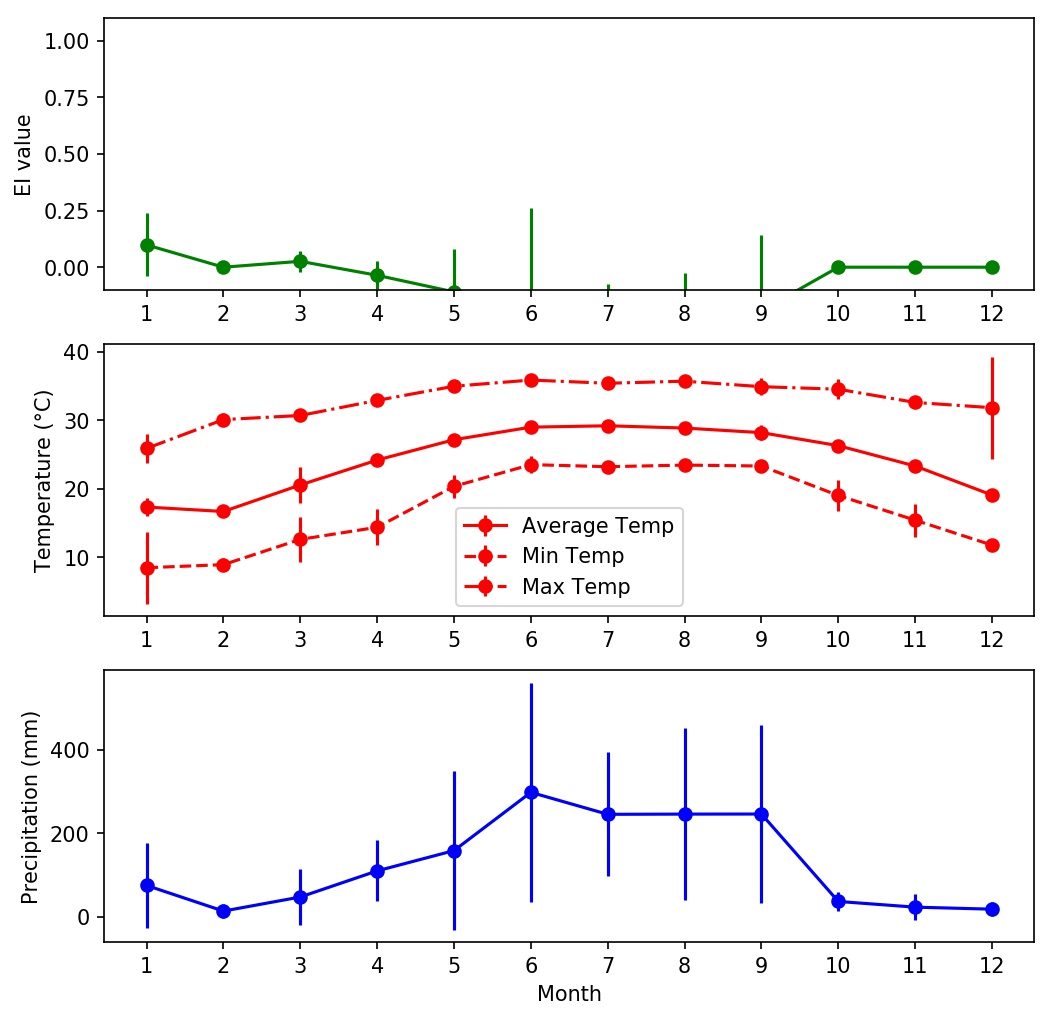 1.00
0.75
0.50
0.25
0.00
EI value
1 2 3 4 5 6 7 8 9 10 11 12
40
30
20
10
Temperature (°C)
Average Temp
Min Temp
Max Temp
1 2 3 4 5 6 7 8 9 10 11 12
400
200
0
Precipitation (mm)
1 2 3 4 5 6 7 8 9 10 11 12
Month